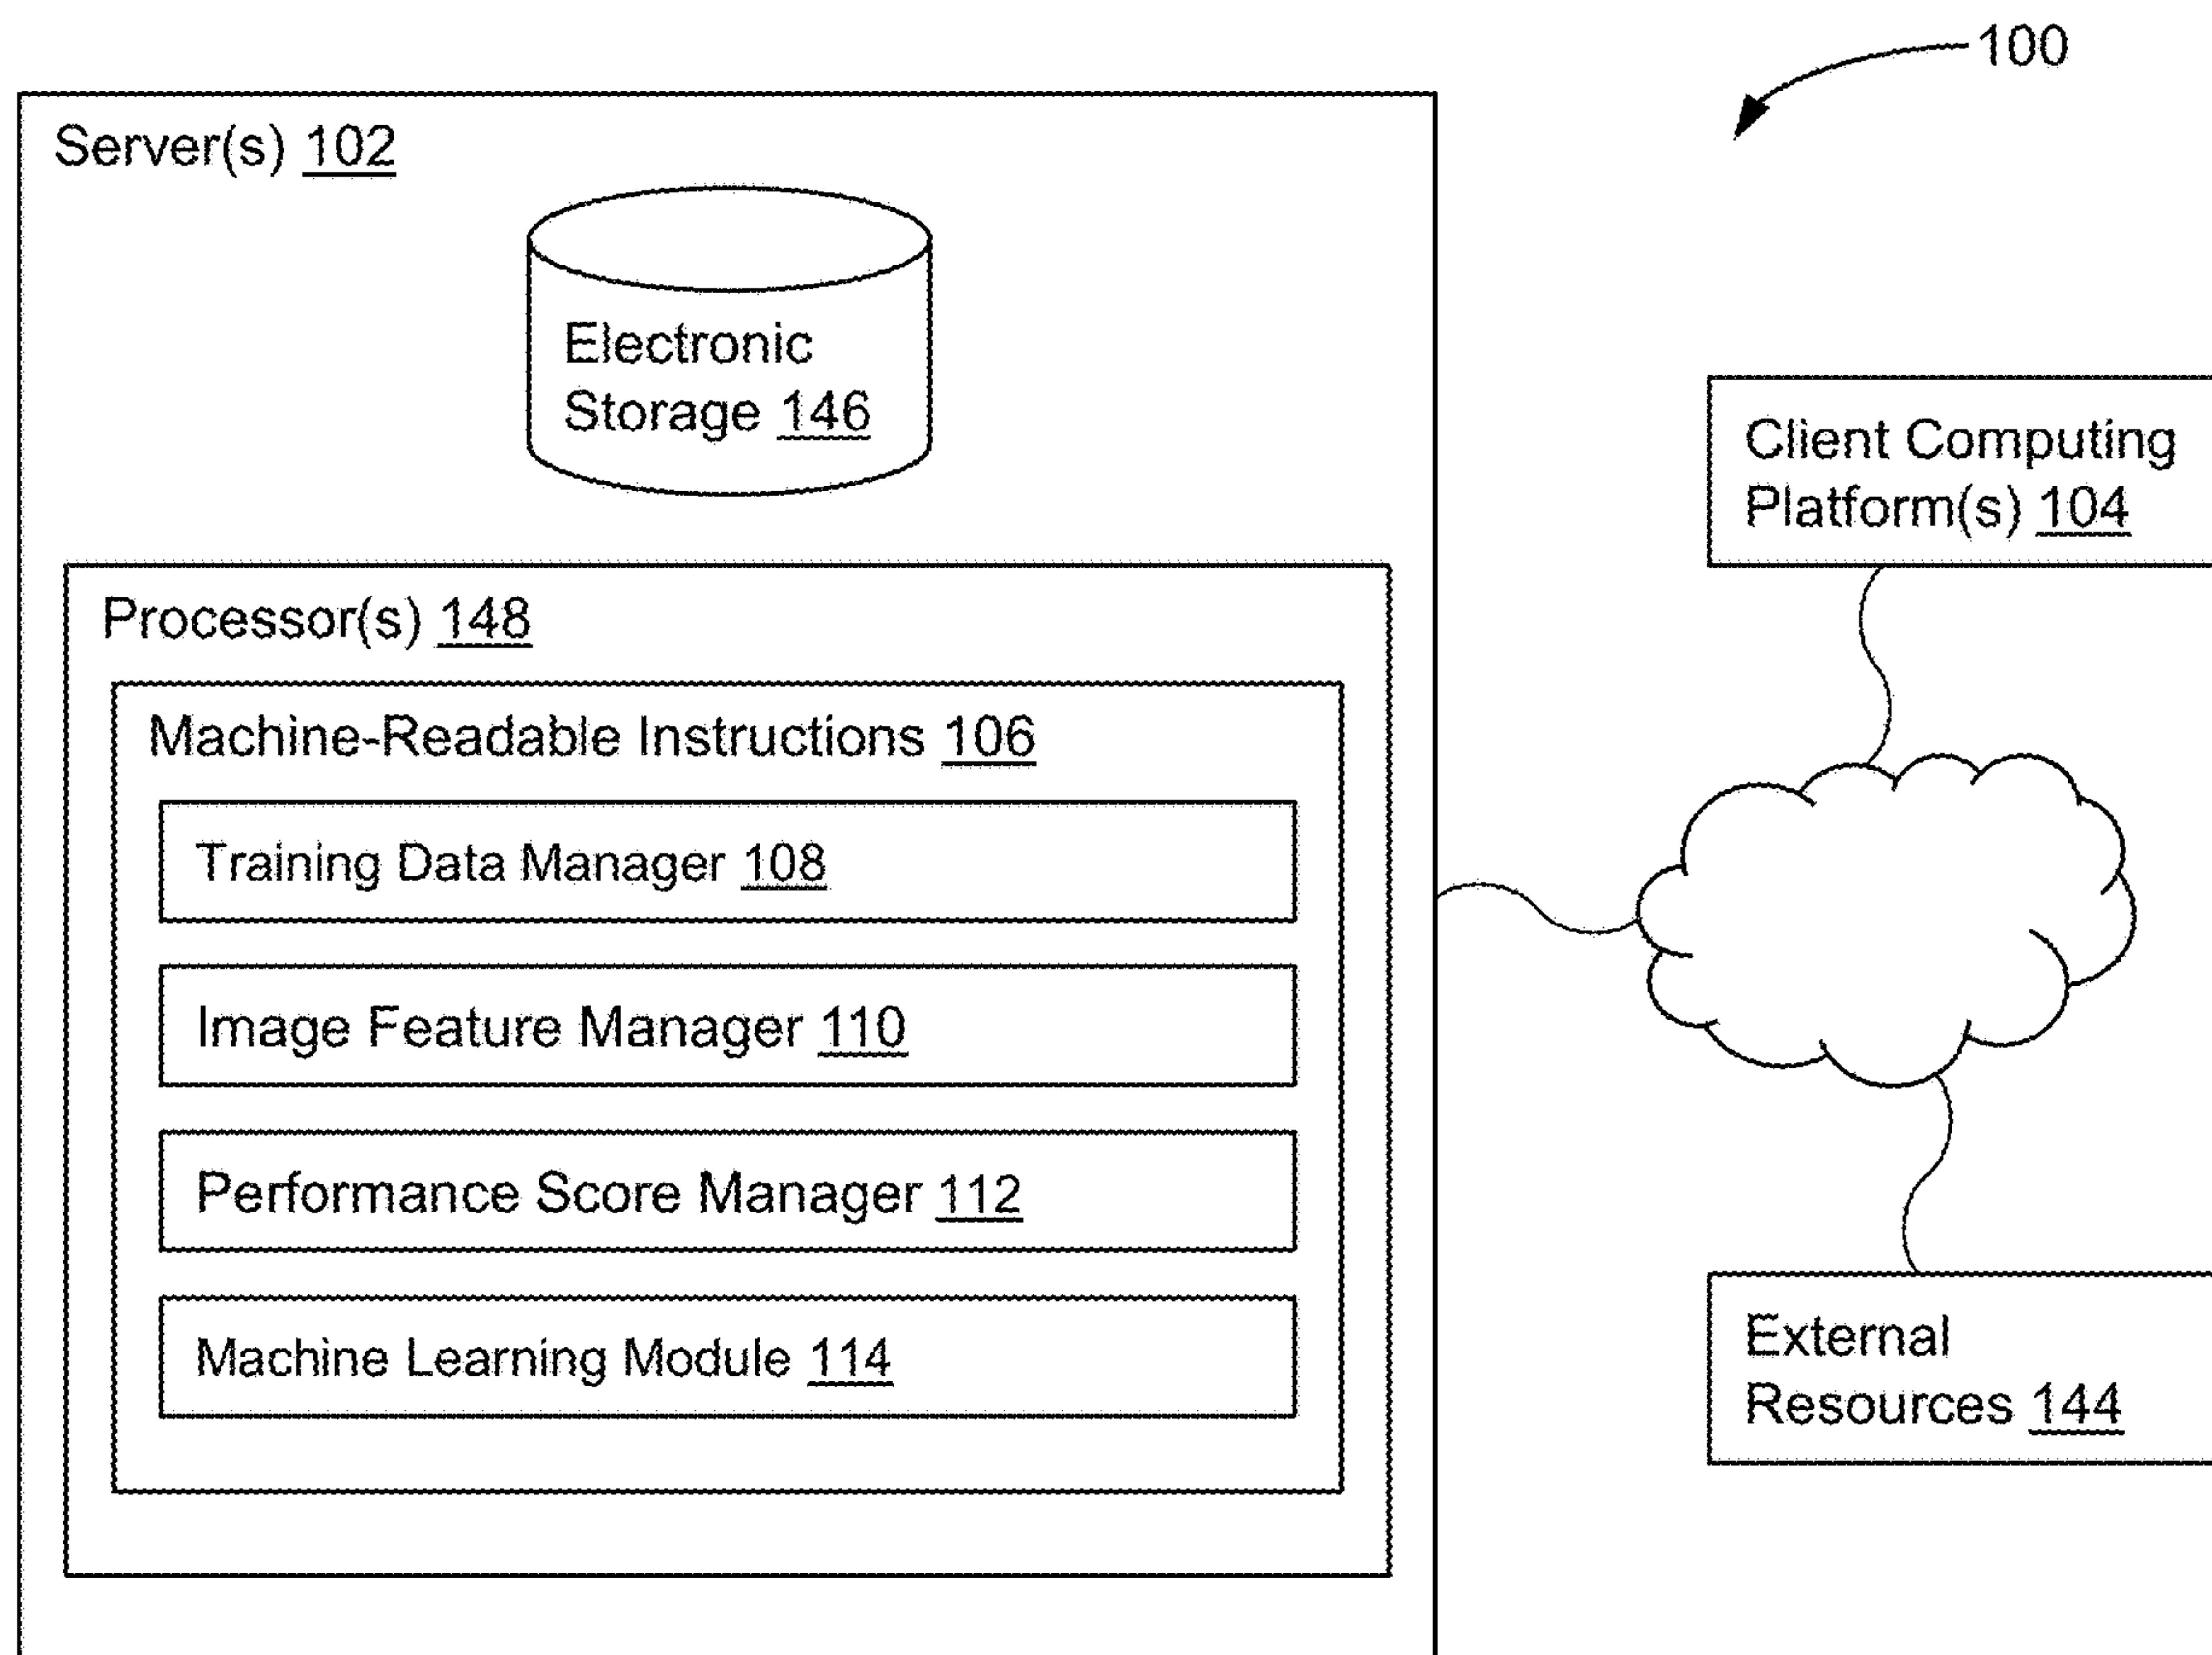 100
Server(s) 102
Electronic
Storage 146
Processor(s) 148
Machine-Readable Instructions 106
Training Data Manager 108
Image Feature Manager 110
Performance Score Manager 112
Machine Learning Module 114
Client Computing
Platform(s) 104
External
Resources 144